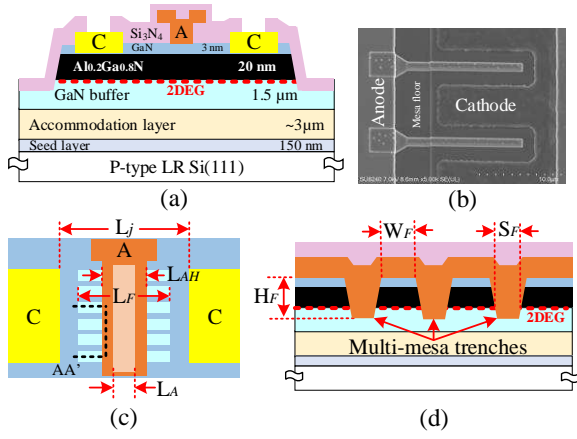 Si3N4
A
GaN
3 nm
C
C
Al0.2Ga0.8N
20 nm
2DEG
GaN buffer
1.5 μm
Accommodation layer
~3μm
Seed layer
150 nm
P-type LR Si(111)
(a)
Anode
Mesa floor
Cathode
10.0μm
(b)
Lj
A
LAH
LF
C
C
AA'
LA
(c)
WF
SF
HF
2DEG
Multi-mesa trenches
(d)